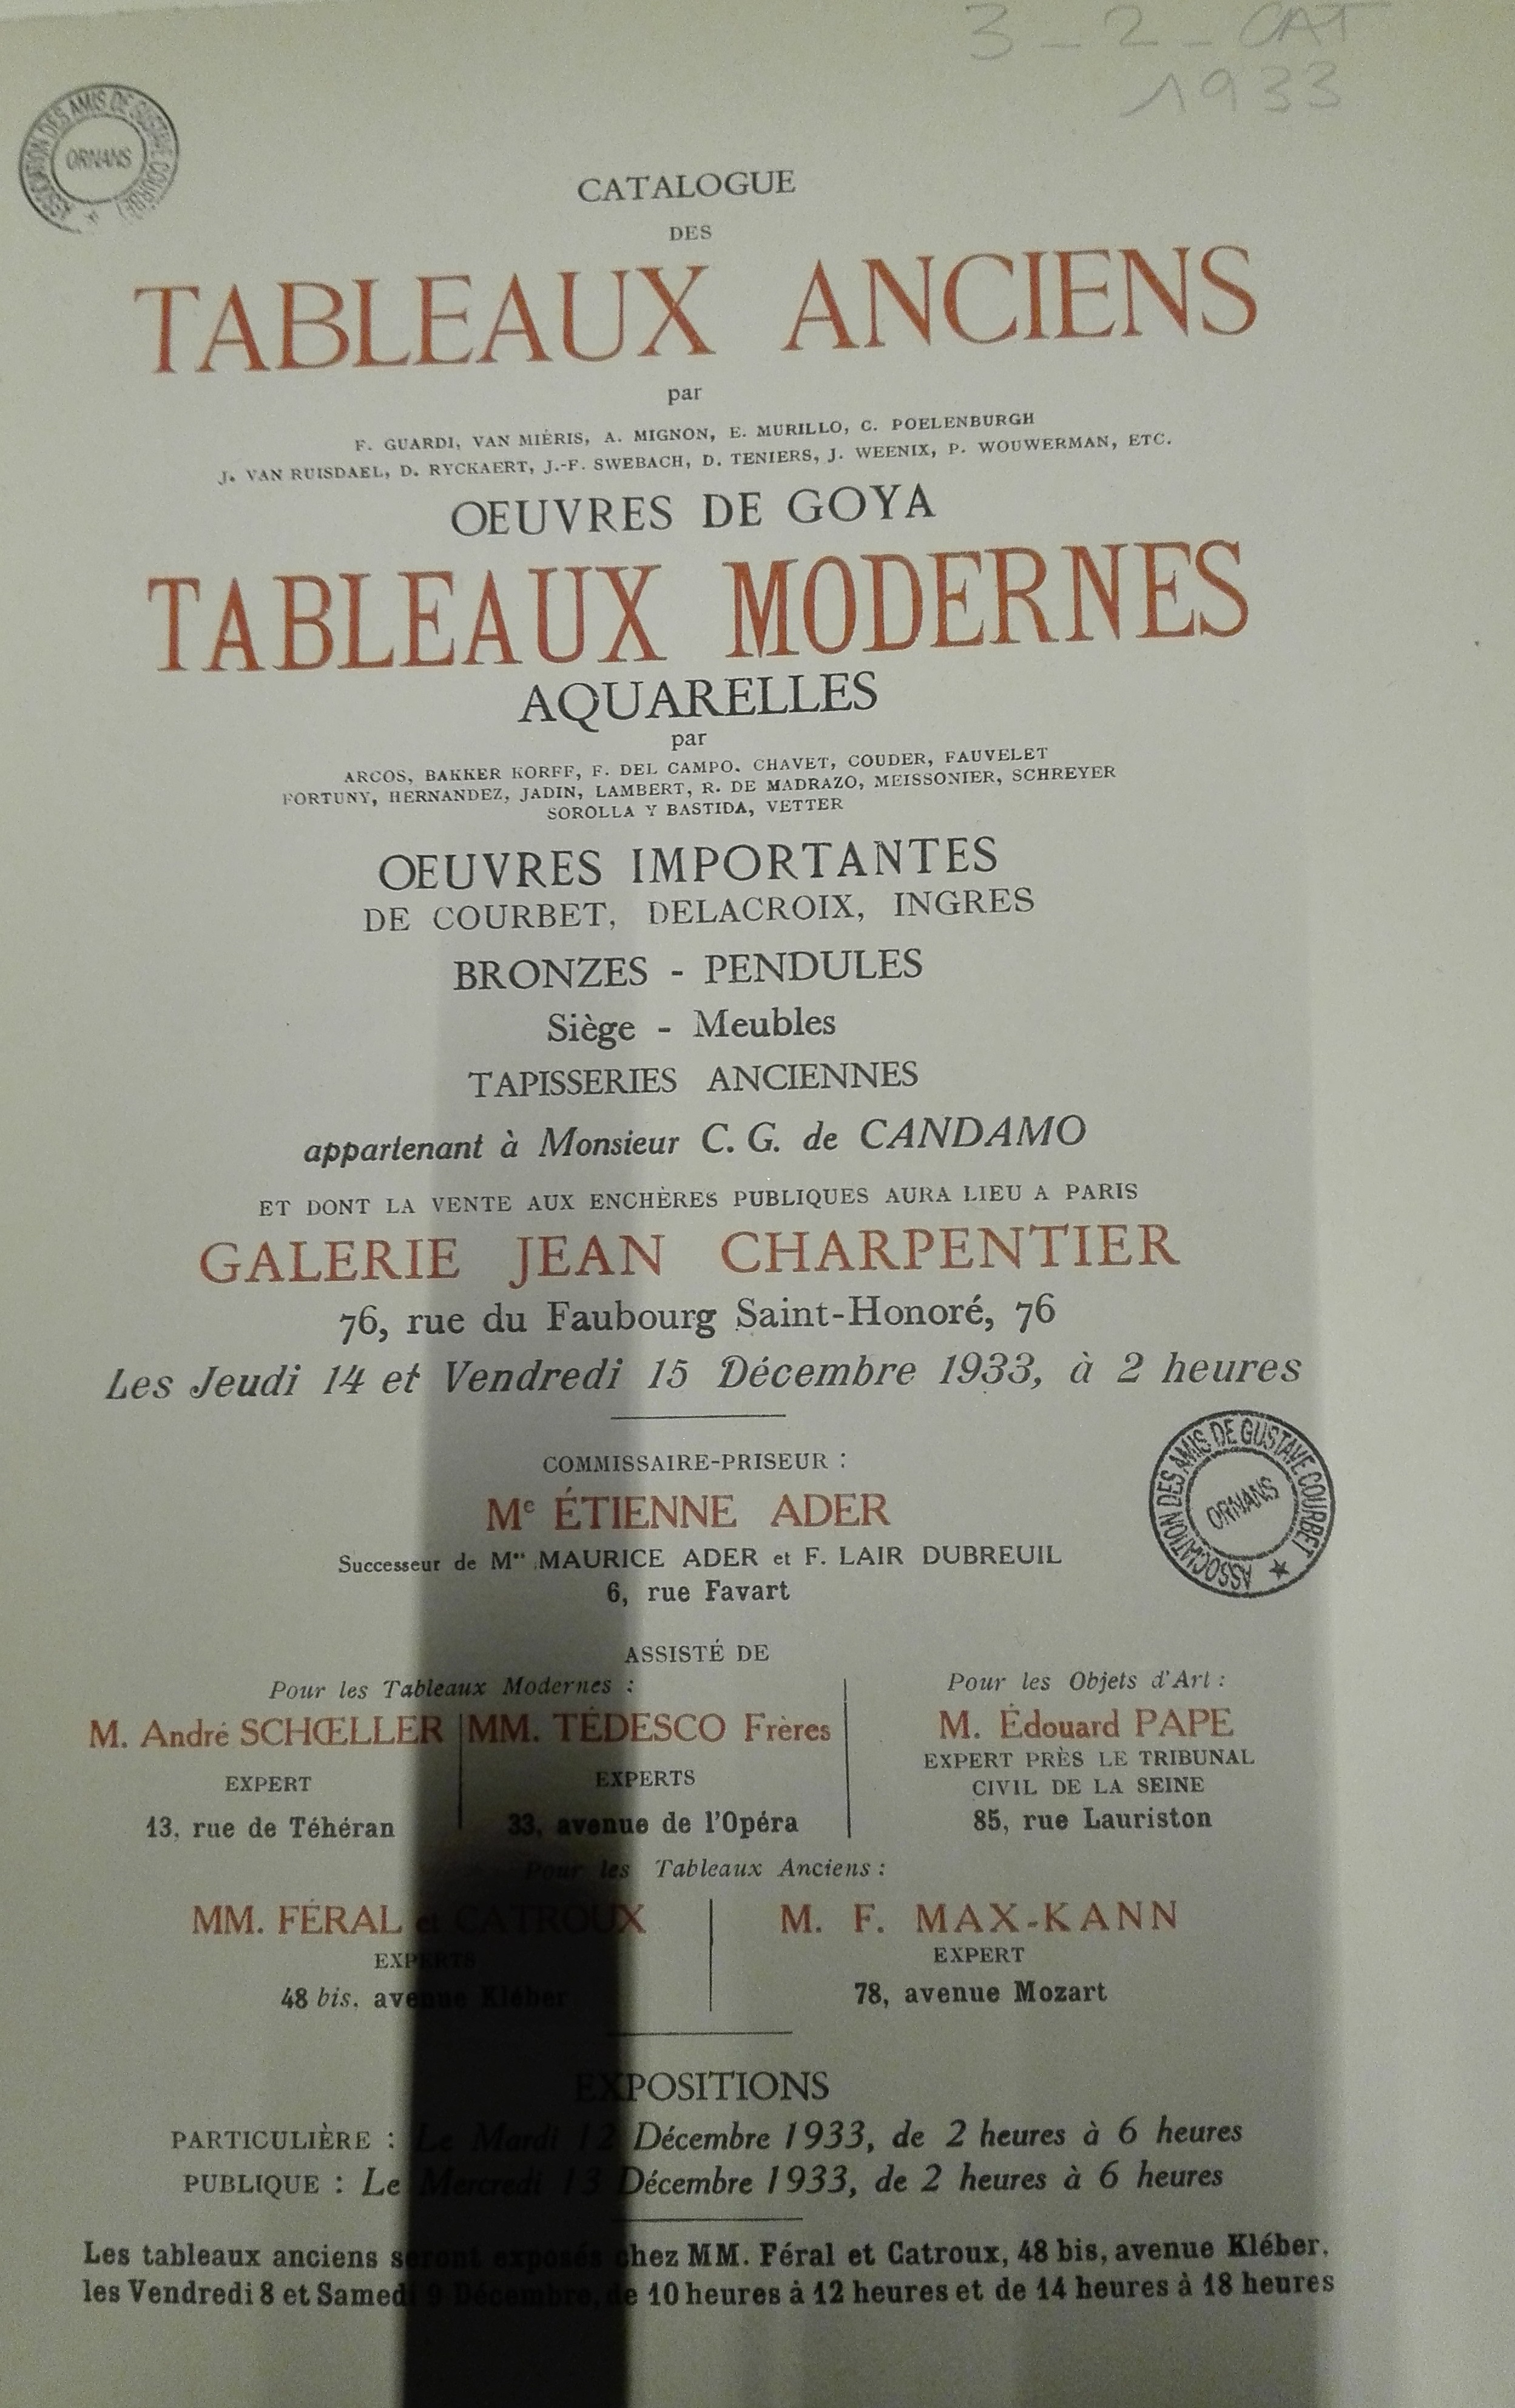 3 - 2 - CAT
1933
ASSOCIATION DES AMIS DE GUSTAVE COURBET
ORNANS
CATALOGUE
DES
TABLEAUX ANCIENS
par
F. GUARDI, VAN MIÉRIS, A. MIGNON, E. MURILLO, C. POELENBURGH
J. VAN RUISDAEL, D. RYCKAERT, J.-F. SWEBACH, D. TENIERS, J. WEENIX, P. WOUWERMAN, ETC.
OEUVRES DE GOYA
TABLEAUX MODERNES
AQUARELLES
par
ARCOS, BAKKER KORFF, F. DEL CAMPO. CHAVET, COUDER, FAUVELET
FORTUNY, HERNANDEZ, JADIN, LAMBERT, R. DE MADRAZO, MEISSONIER, SCHREYER
SOROLLA Y BASTIDA, VETTER
OEUVRES IMPORTANTES
DE COURBET, DELACROIX, INGRES
BRONZES - PENDULES
Siège - Meubles
TAPISSERIES ANCIENNES
appartenant à Monsieur C. G. de CANDAMO
ET DONT LA VENTE AUX ENCHÈRES PUBLIQUES AURA LIEU A PARIS
GALERIE JEAN CHARPENTIER
76, rue du Faubourg Saint-Honoré, 76
Les Jeudi 14 et Vendredi 15 Décembre 1933, à 2 heures
COMMISSAIRE-PRISEUR :
Me ÉTIENNE ADER
Successeur de Mes MAURICE ADER et F. LAIR DUBREUIL
6, rue Favart
ASSOCIATION DES AMIS DE GUSTAVE COURBET ★
ORNANS
ASSISTÉ DE
Pour les Tableaux Modernes :
M. André SCHŒLLER
EXPERT
13, rue de Téhéran
MM. TÉDESCO Frères
EXPERTS
33, avenue de l'Opéra
Pour les Objets d'Art :
M. Édouard PAPE
EXPERT PRÈS LE TRIBUNAL
CIVIL DE LA SEINE
85, rue Lauriston
Pour les Tableaux Anciens :
MM. FÉRAL et CATROUX
EXPERTS
48 bis, avenue Kléber
M. F. MAX-KANN
EXPERT
78, avenue Mozart
EXPOSITIONS
PARTICULIÈRE : Le Mardi 12 Décembre 1933, de 2 heures à 6 heures
PUBLIQUE : Le Mercredi 13 Décembre 1933, de 2 heures à 6 heures
Les tableaux anciens seront exposés chez MM. Féral et Catroux, 48 bis, avenue Kléber,
les Vendredi 8 et Samedi 9 Décembre, de 10 heures à 12 heures et de 14 heures à 18 heures